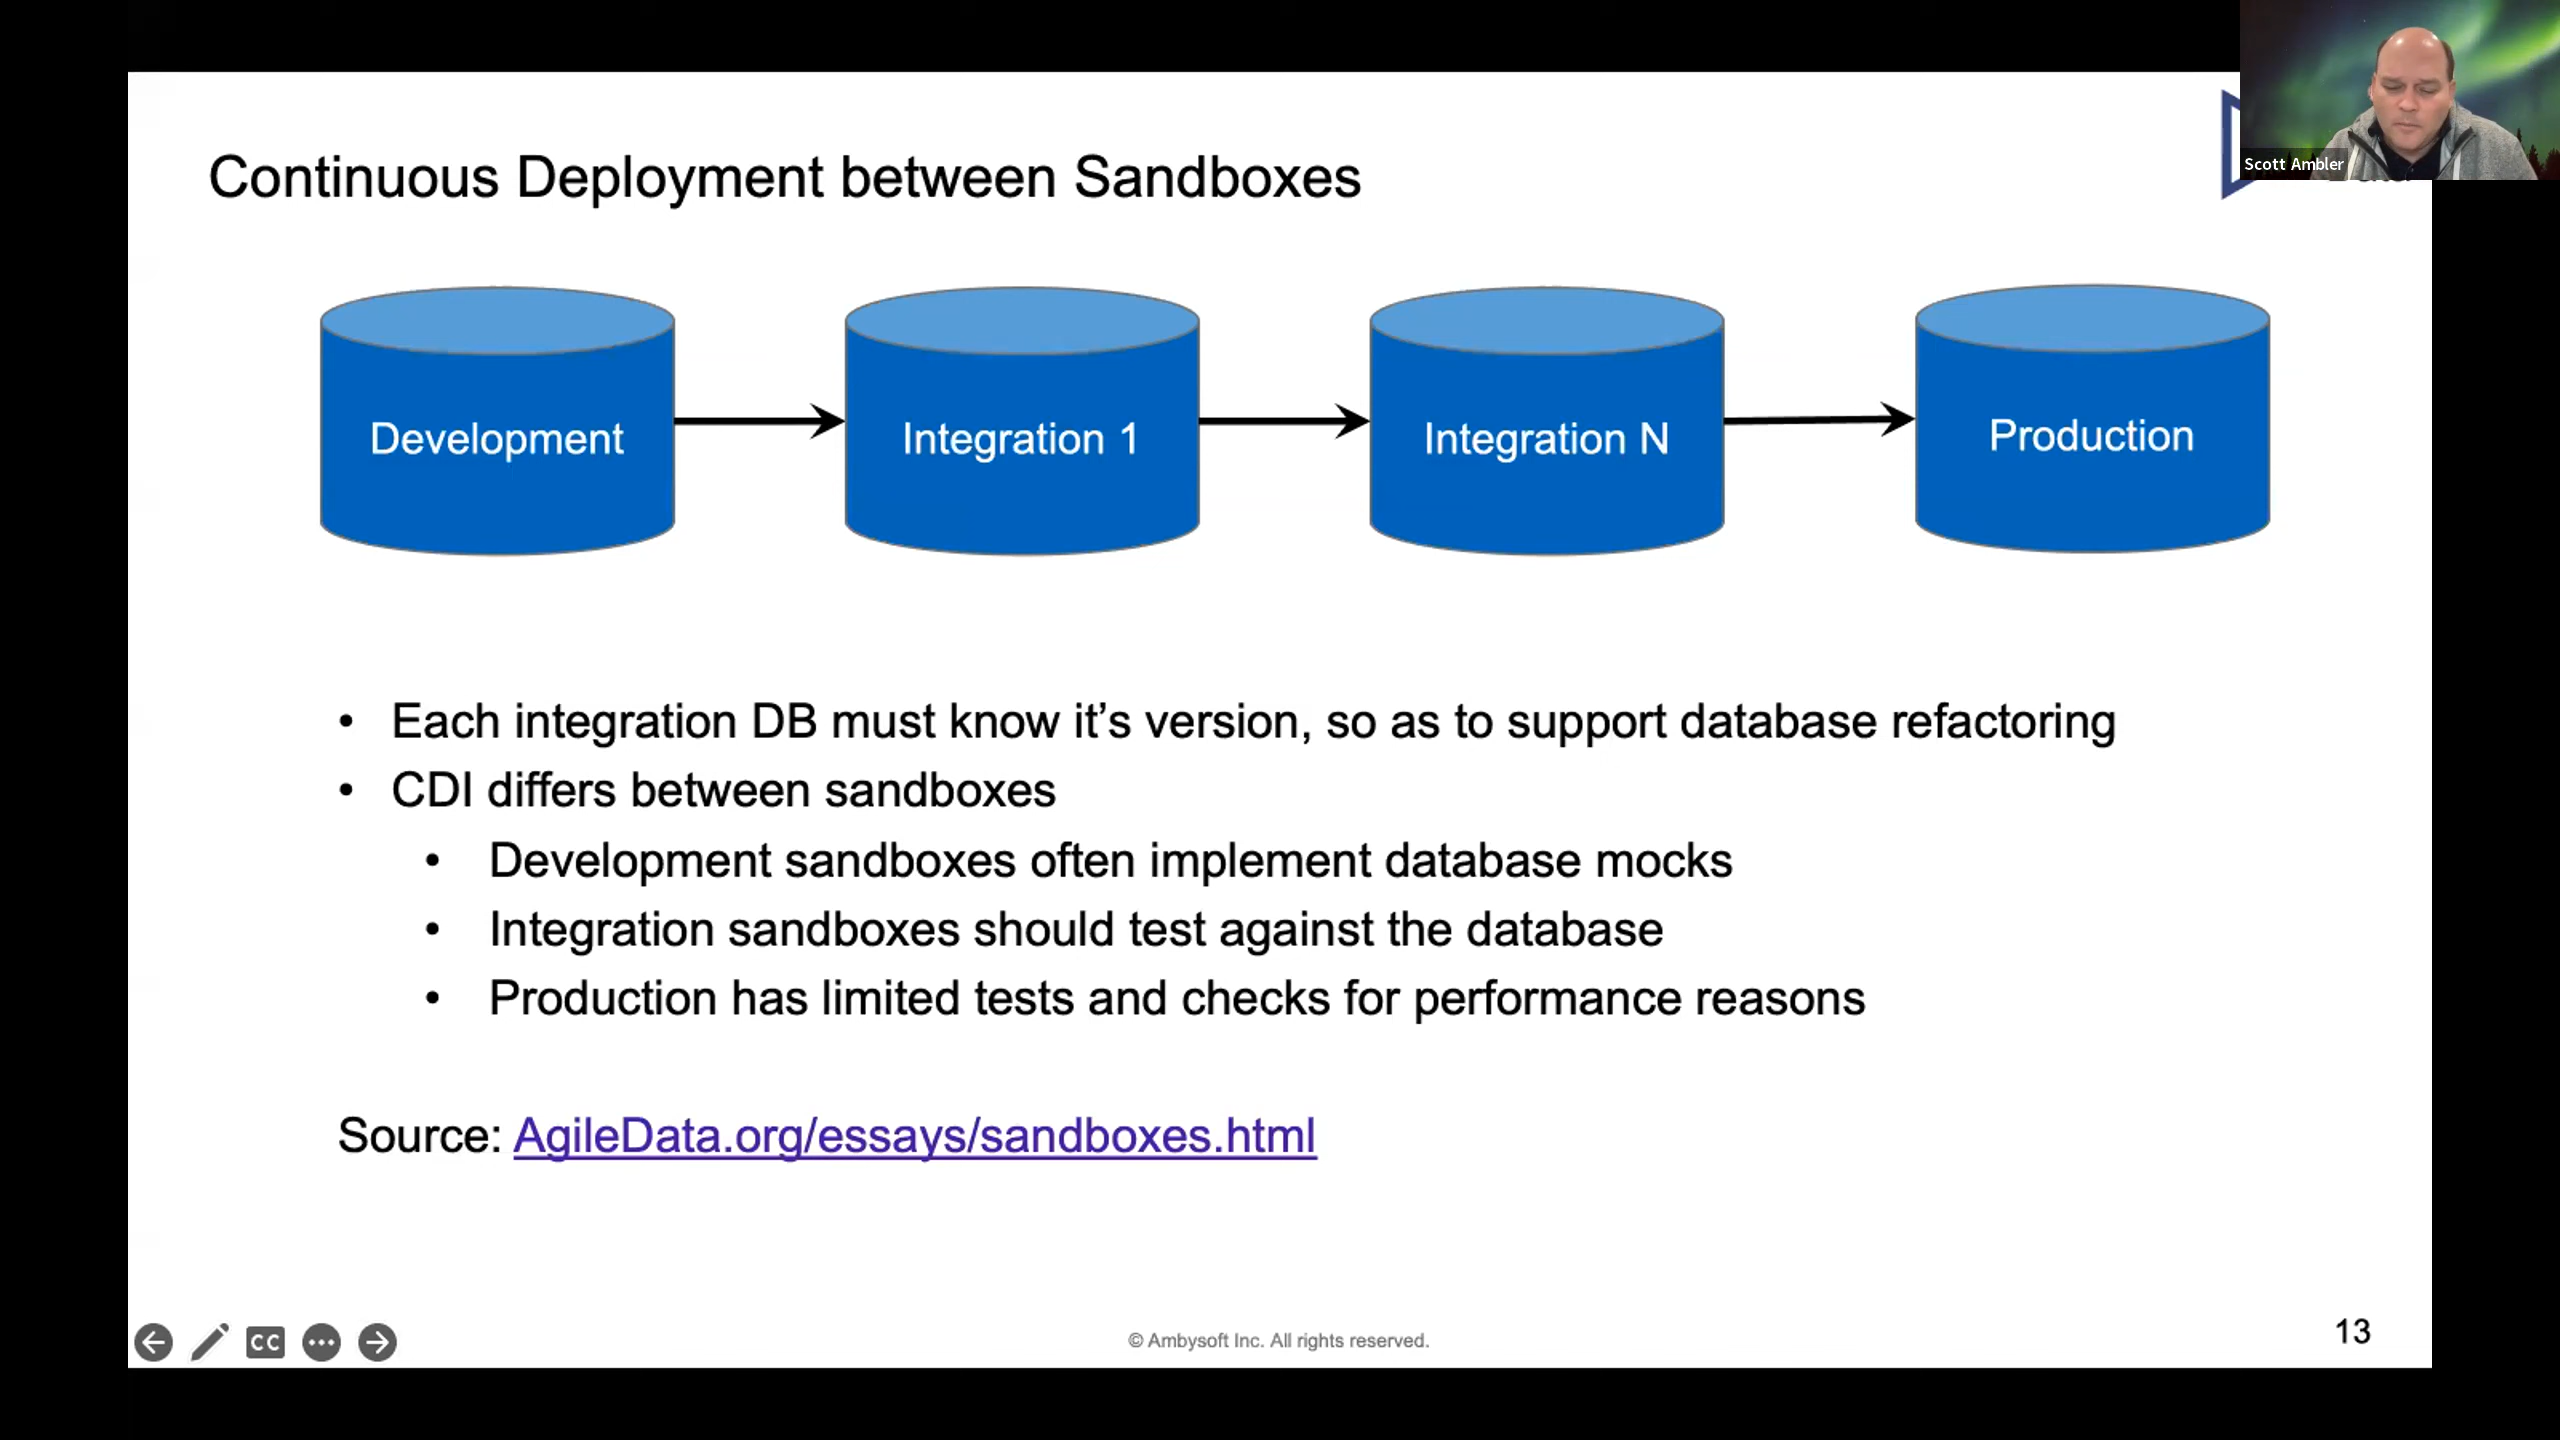 Scott Ambler
Continuous Deployment between Sandboxes
Development
Integration 1
Integration N
Production
• Each integration DB must know it’s version, so as to support database refactoring
• CDI differs between sandboxes
• Development sandboxes often implement database mocks
• Integration sandboxes should test against the database
• Production has limited tests and checks for performance reasons
Source: AgileData.org/essays/sandboxes.html
CC
© Ambysoft Inc. All rights reserved.
13